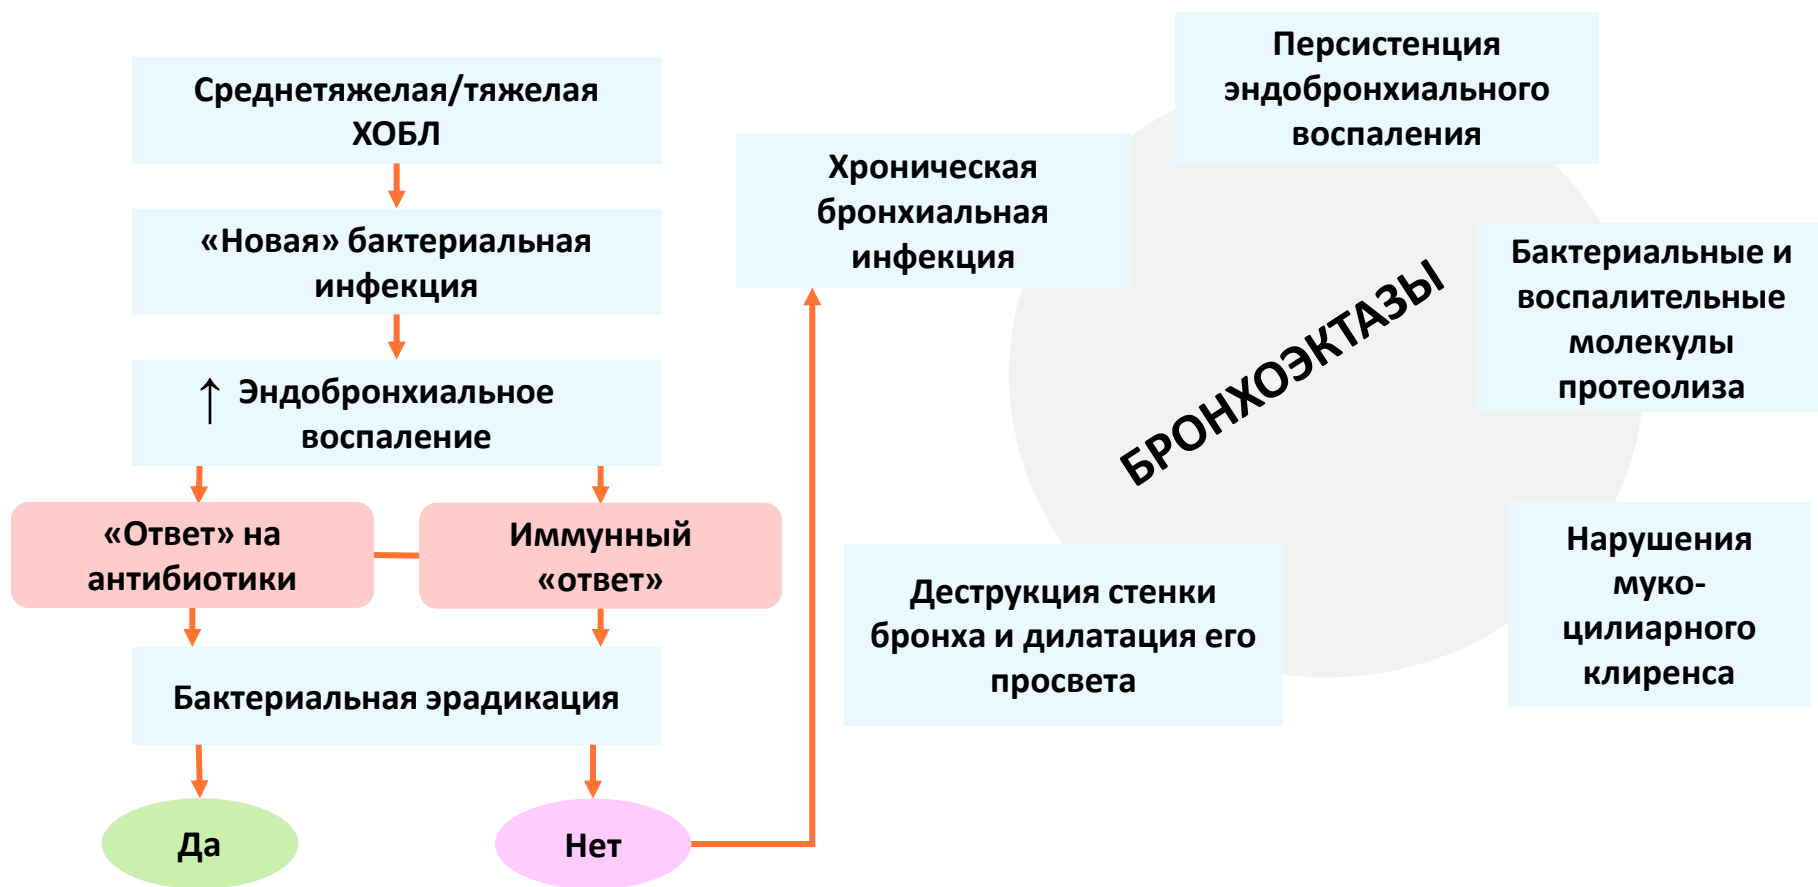 Среднетяжелая/тяжелая
ХОБЛ
«Новая» бактериальная
инфекция
↑ Эндобронхиальное
воспаление
«Ответ» на
антибиотики
Иммунный
«ответ»
Бактериальная эрадикация
Да
Нет
Хроническая
бронхиальная
инфекция
Персистенция
эндобронхиального
воспаления
Бактериальные и
воспалительные
молекулы
протеолиза
Нарушения
муко-
цилиарного
клиренса
Деструкция стенки
бронха и дилатация его
просвета
БРОНХОЭКТАЗЫ